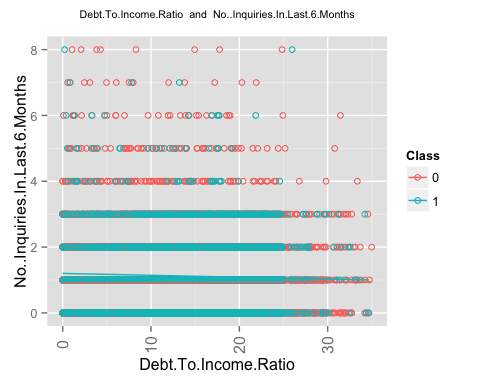 Debt.To.Income.Ratio and No..Inquiries.In.Last.6.Months
8
6
4
2
0
No..Inquiries.In.Last.6.Months
0
10
20
30
Debt.To.Income.Ratio
Class
0
1